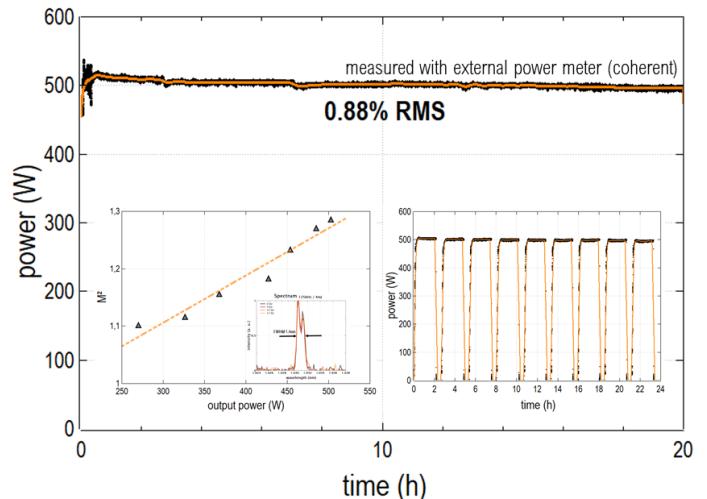 600
500
400
300
200
100
0
power (W)
measured with external power meter (coherent)
0.88% RMS
1,3
1,2
1,1
1
M²
250
300
350
400
450
500
550
output power (W)
Spectrum
intensity (a. u.)
wavelength (nm)
600
500
400
300
200
100
0
power (W)
0 2 4 6 8 10 12 14 16 18 20 22 24
time (h)
0
10
20
time (h)